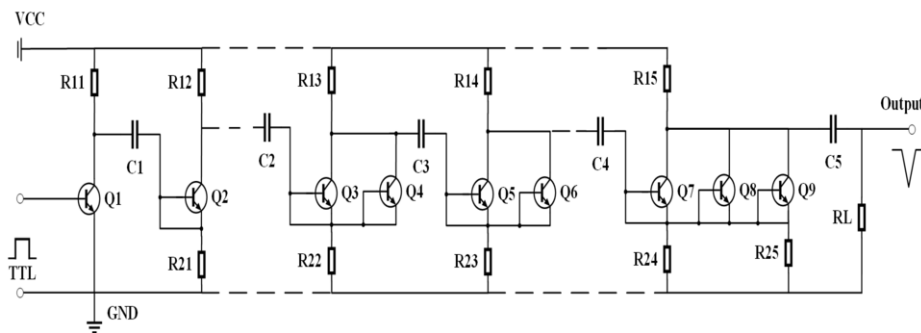 VCC
R11
R12
R13
R14
R15
Output
C1
C2
C3
C4
C5
Q1
Q2
Q3
Q4
Q5
Q6
Q7
Q8
Q9
RL
TTL
R21
R22
R23
R24
R25
GND